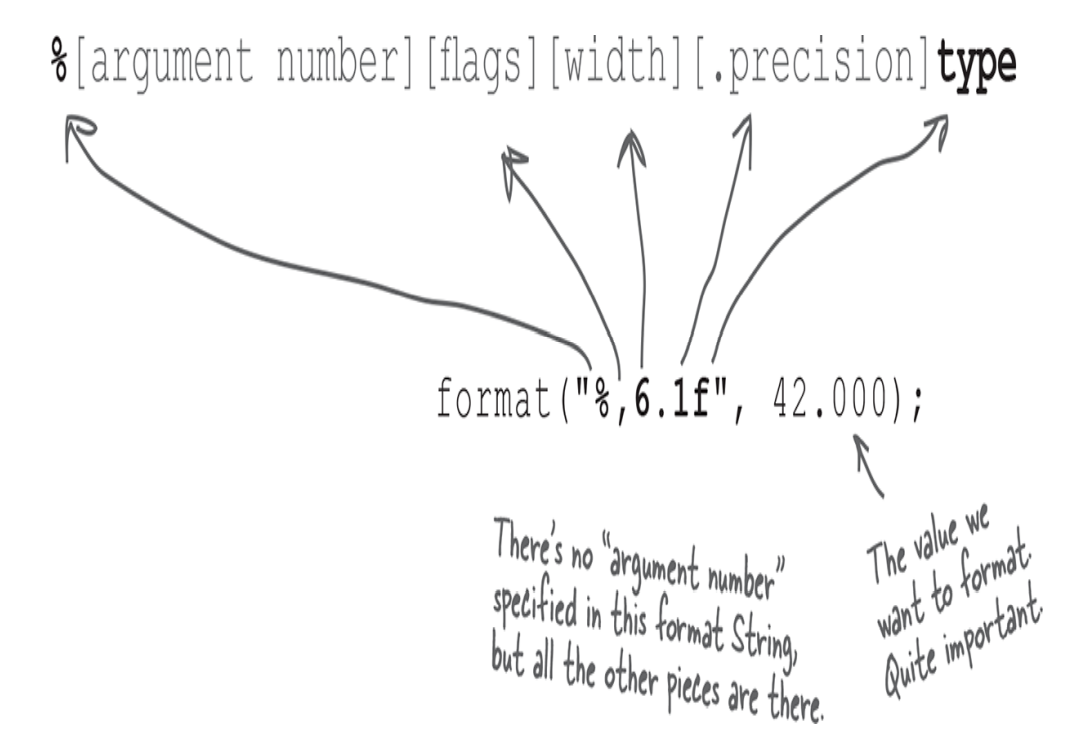 %[argument number][flags][width][.precision]type
format("%,6.1f", 42.000);
There's no "argument number"
specified in this format String,
but all the other pieces are there.
The value we
want to format.
Quite important.